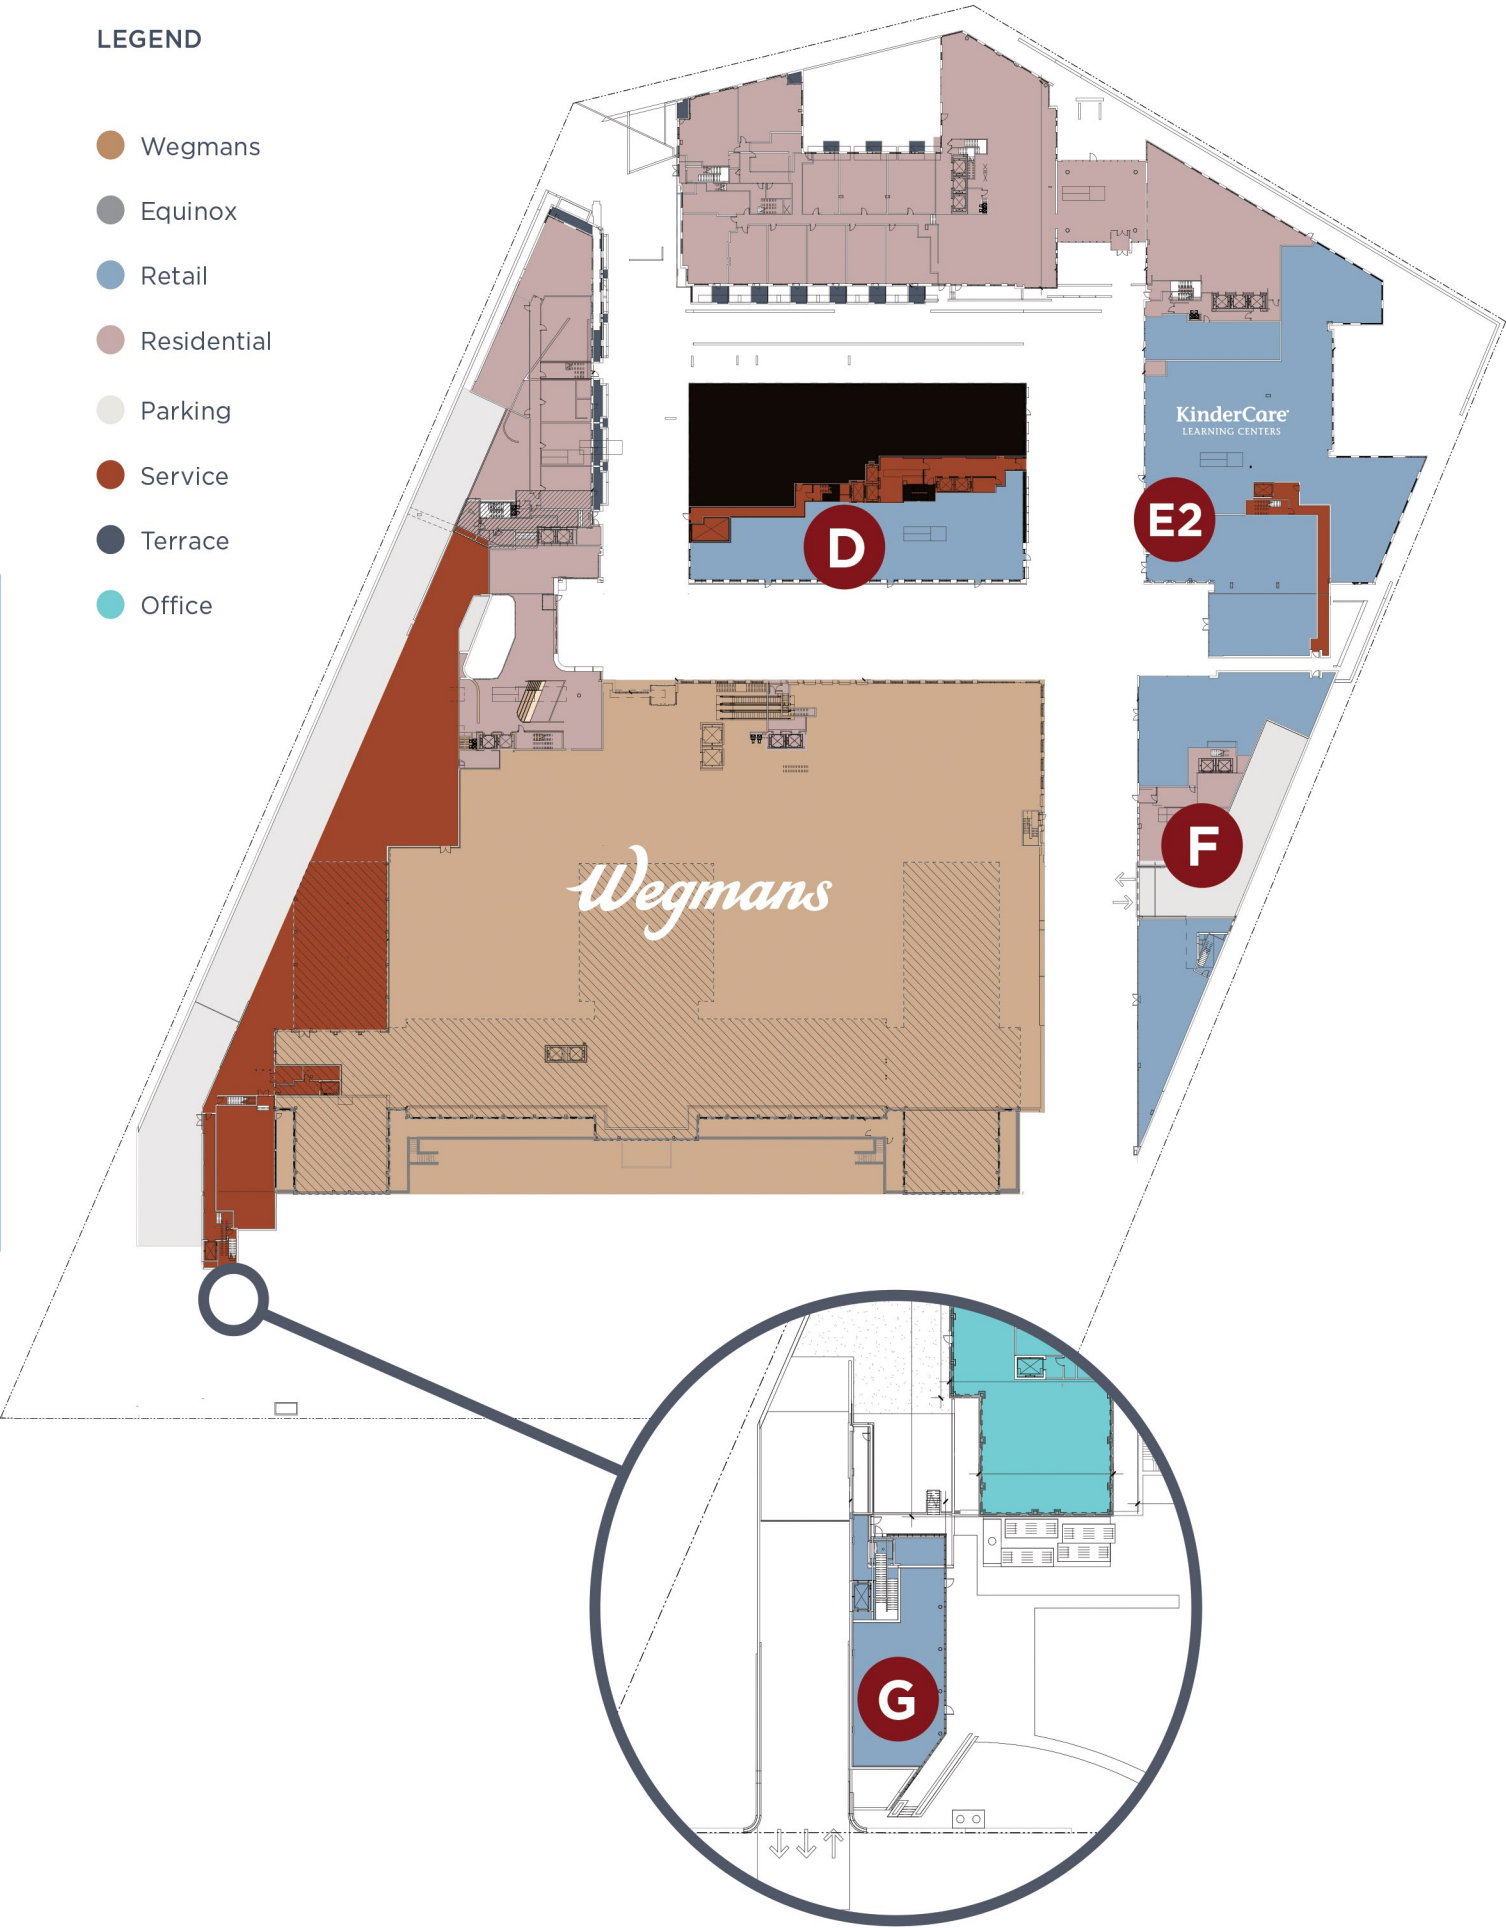 LEGEND
Wegmans
Equinox
Retail
Residential
Parking
Service
Terrace
Office
KinderCare
LEARNING CENTERS
E2
D
F
Wegmans
G